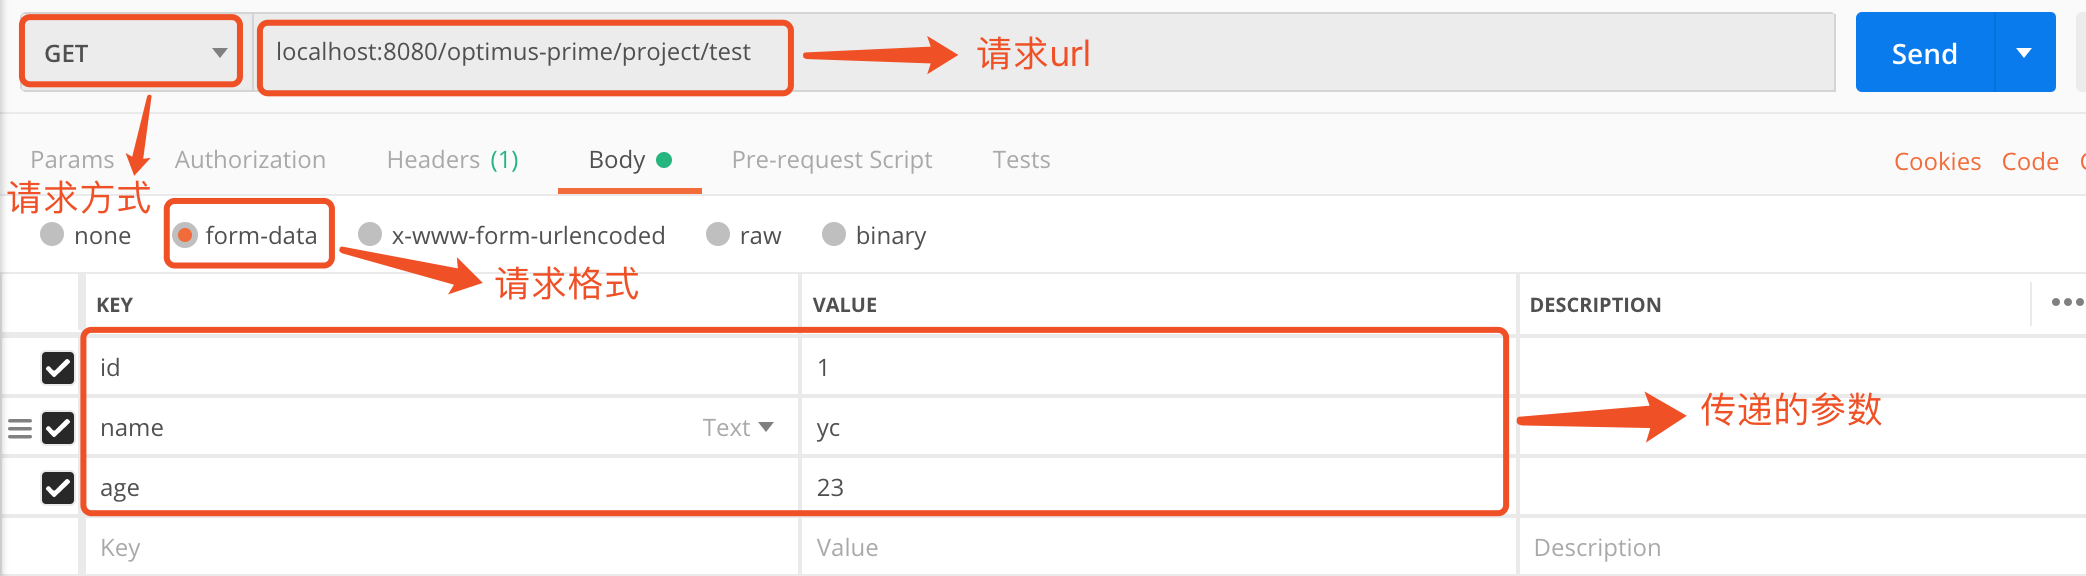 GET
localhost:8080/optimus-prime/project/test
请求url
Send
Params
Authorization
Headers (1)
Body
Pre-request Script
Tests
Cookies
Code
请求方式
none
form-data
x-www-form-urlencoded
raw
binary
请求格式
KEY
VALUE
DESCRIPTION
id
1
name
Text
yc
传递的参数
age
23
Key
Value
Description